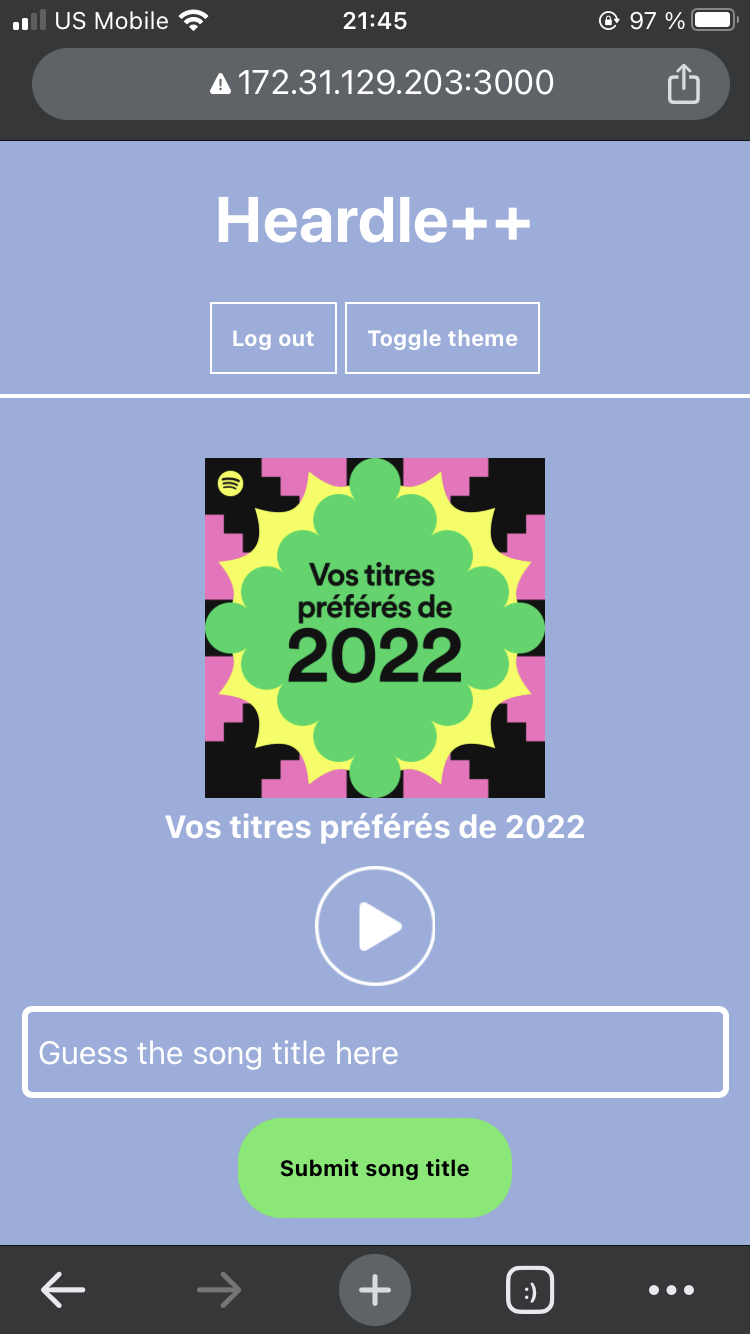 US Mobile 21:45 97 %
172.31.129.203:3000
Heardle++
Log out Toggle theme
Vos titres
préférés de
2022
Vos titres préférés de 2022
Guess the song title here
Submit song title
:)